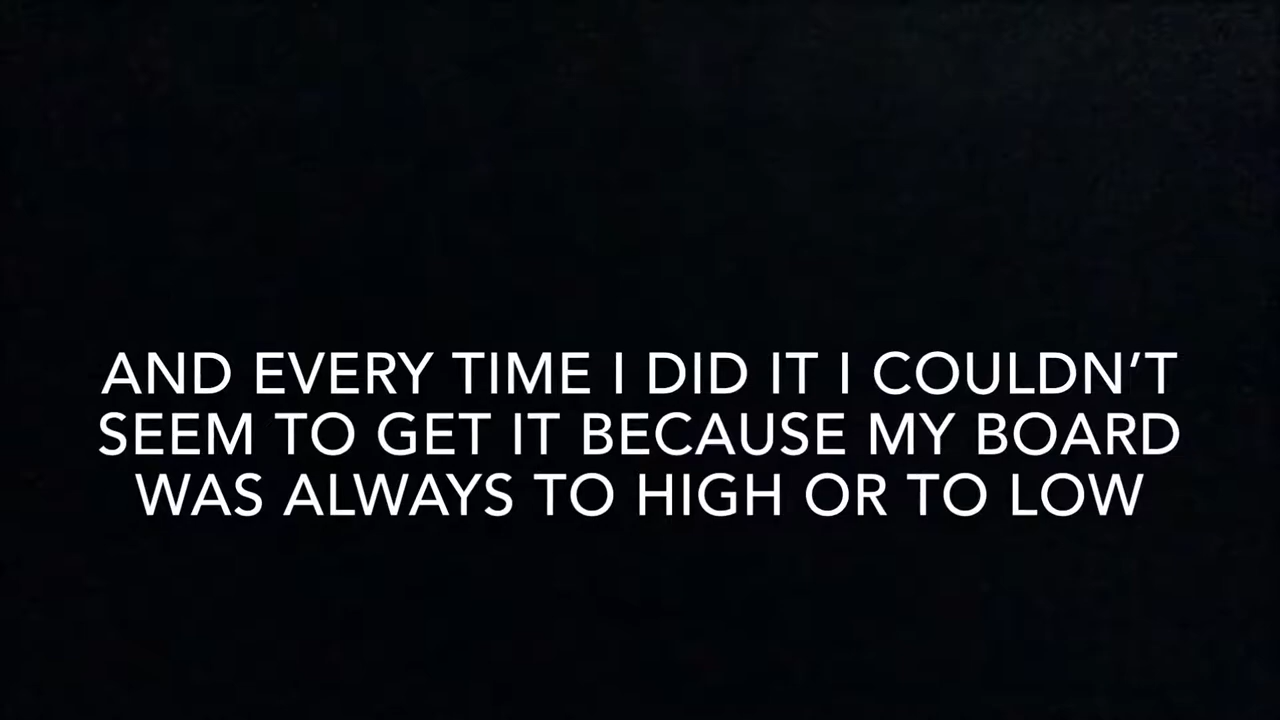 AND EVERY TIME I DID IT I COULDN’T
SEEM TO GET IT BECAUSE MY BOARD
WAS ALWAYS TO HIGH OR TO LOW